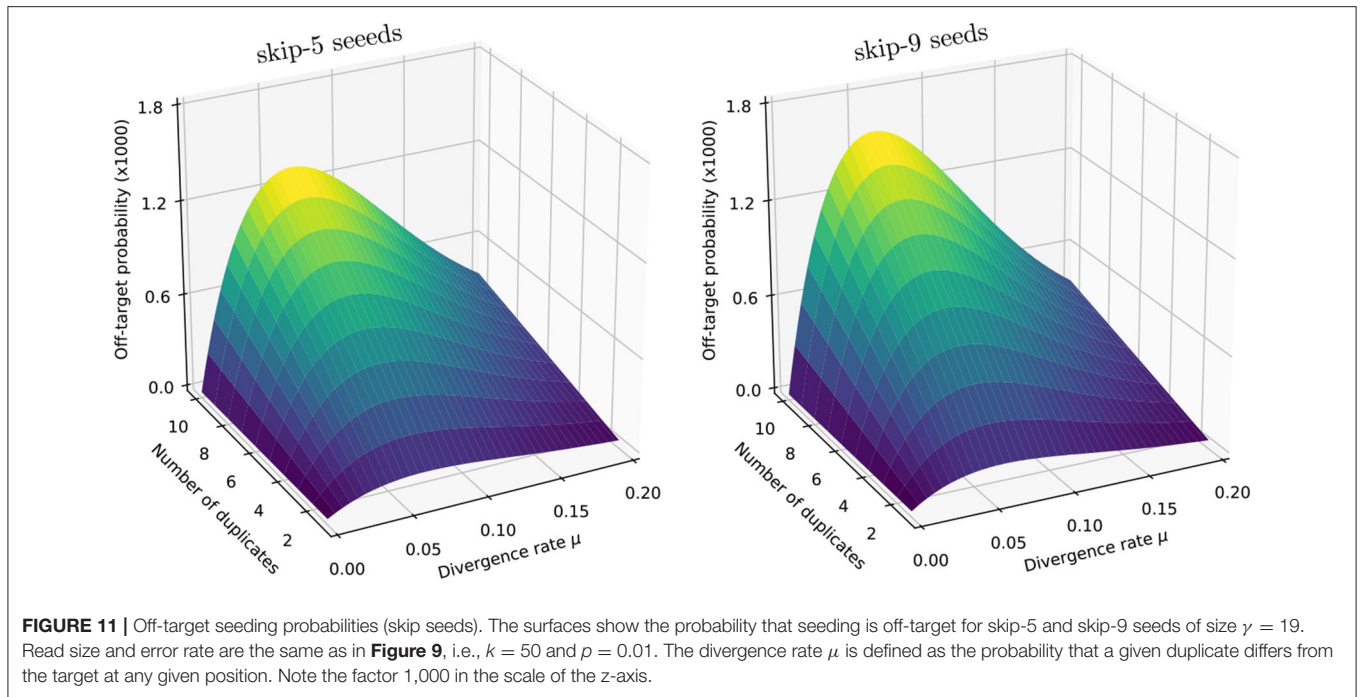 skip-5 seeeds
1.8
1.2
0.6
0.0
Off-target probability (x1000)
10
8
6
4
2
Number of duplicates
0.00
0.05
0.10
0.15
0.20
Divergence rate μ
skip-9 seeds
1.8
1.2
0.6
0.0
Off-target probability (x1000)
10
8
6
4
2
Number of duplicates
0.00
0.05
0.10
0.15
0.20
Divergence rate μ
FIGURE 11 | Off-target seeding probabilities (skip seeds). The surfaces show the probability that seeding is off-target for skip-5 and skip-9 seeds of size γ = 19.
Read size and error rate are the same as in Figure 9, i.e., k = 50 and p = 0.01. The divergence rate μ is defined as the probability that a given duplicate differs from
the target at any given position. Note the factor 1,000 in the scale of the z-axis.